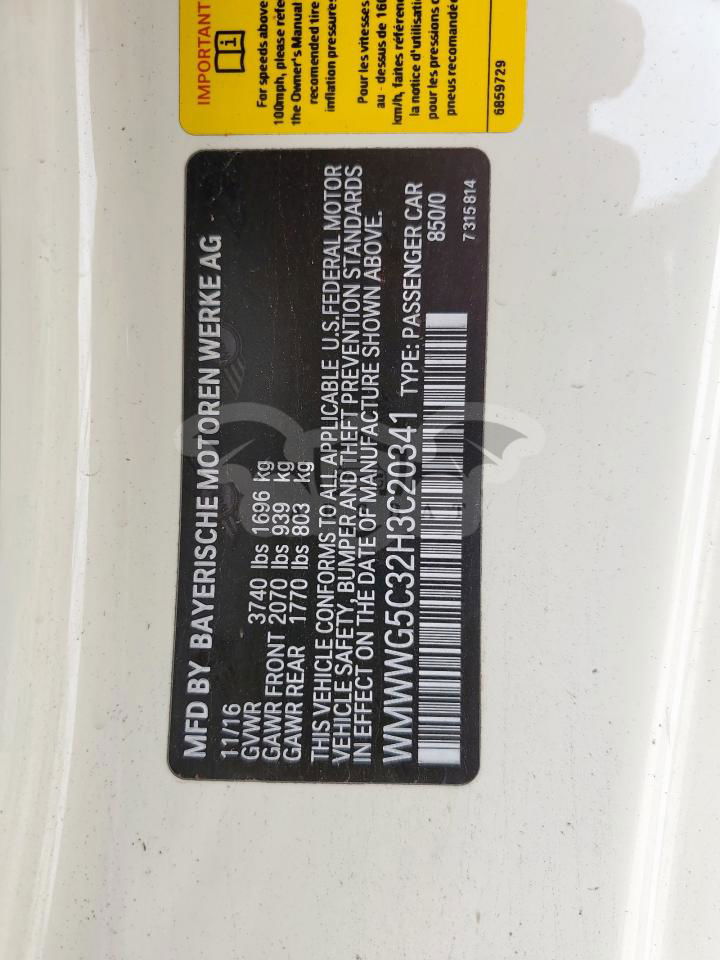 MFD BY BAYERISCHE MOTOREN WERKE AG
11/16
GVWR 3740 lbs 1696 kg
GAWR FRONT 2070 lbs 939 kg
GAWR REAR 1770 lbs 803 kg
THIS VEHICLE CONFORMS TO ALL APPLICABLE U.S.FEDERAL MOTOR
VEHICLE SAFETY, BUMPER AND THEFT PREVENTION STANDARDS
IN EFFECT ON THE DATE OF MANUFACTURE SHOWN ABOVE.
WMWWG5C32H3C20341 TYPE: PASSENGER CAR
850/0
7 315 814
IMPORTANT
For speeds above
100mph, please refe
the Owner's Manual
recomended tire
inflation pressure
Pour les vitesses
au - dessus de 160
km/h, faites référenc
la notice d'utilisation
pour les pressions d
pneus recomandé
6859729